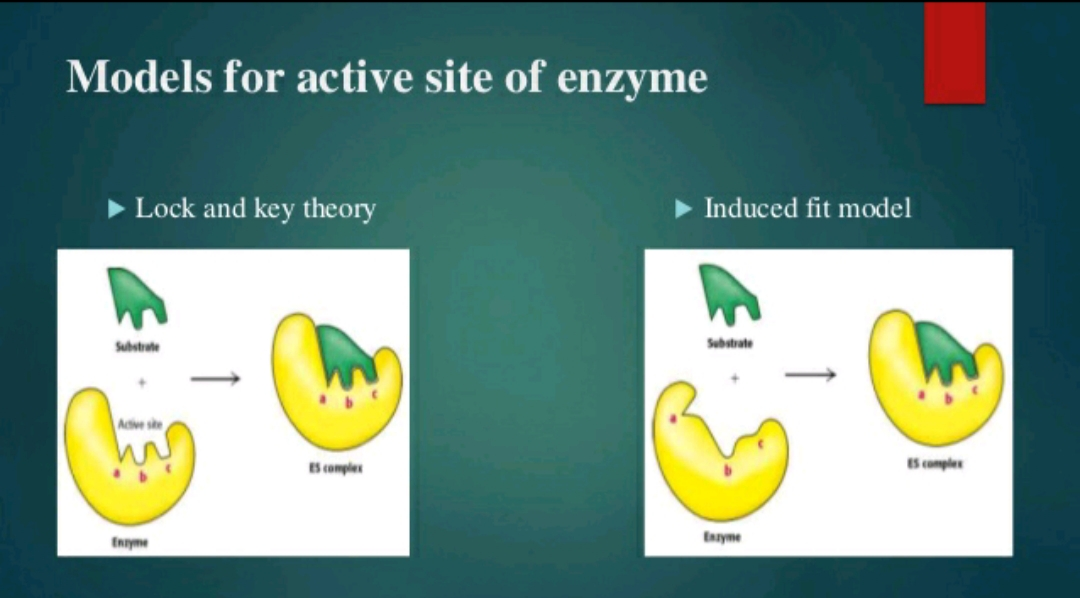 Models for active site of enzyme
Lock and key theory
Substrate
+
Active site
a b c
Enzyme
a b c
ES complex
Induced fit model
Substrate
+
a
b
c
Enzyme
a b c
ES complex